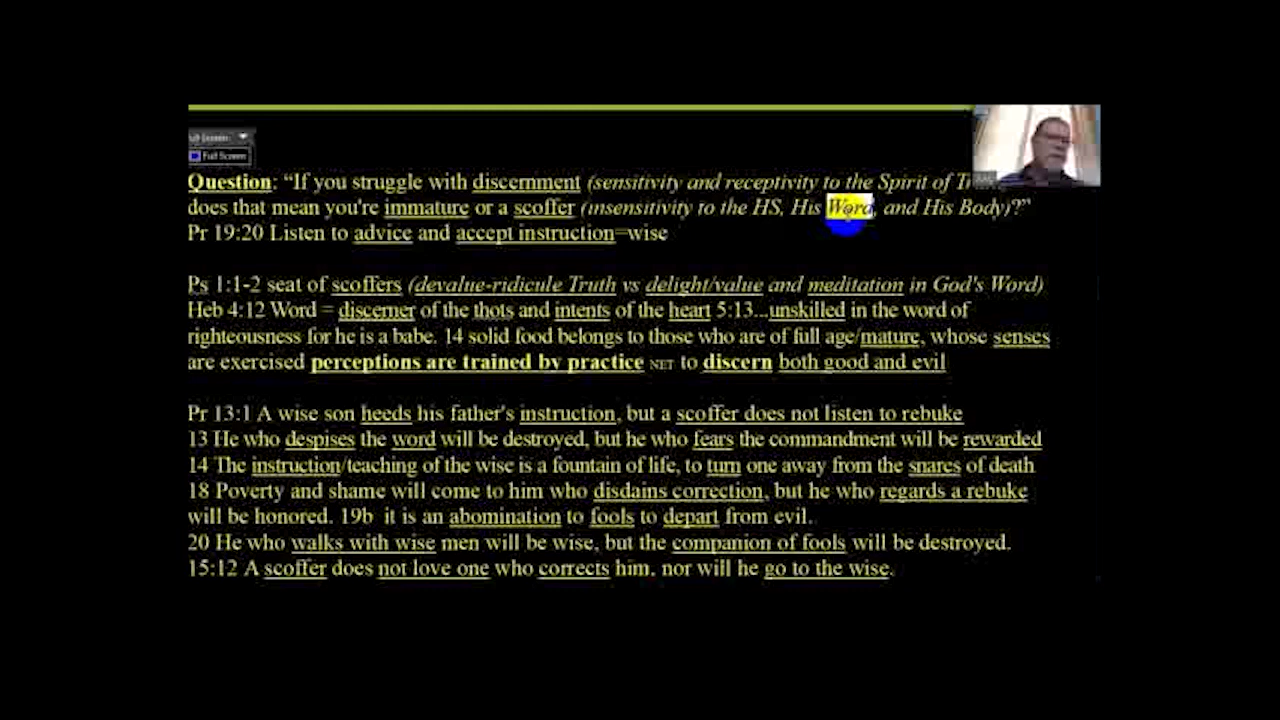 Full Screen
Question: “If you struggle with discernment (sensitivity and receptivity to the Spirit of
does that mean you're immature or a scoffer (insensitivity to the HS, His Word, and His Body)?”
Pr 19:20 Listen to advice and accept instruction=wise
Ps 1:1-2 seat of scoffers (devalue-ridicule Truth vs delight/value and meditation in God's Word)
Heb 4:12 Word = discerner of the thots and intents of the heart 5:13...unskilled in the word of
righteousness for he is a babe. 14 solid food belongs to those who are of full age/mature, whose senses
are exercised perceptions are trained by practice NET to discern both good and evil
Pr 13:1 A wise son heeds his father's instruction, but a scoffer does not listen to rebuke
13 He who despises the word will be destroyed, but he who fears the commandment will be rewarded
14 The instruction/teaching of the wise is a fountain of life, to turn one away from the snares of death
18 Poverty and shame will come to him who disdains correction, but he who regards a rebuke
will be honored. 19b it is an abomination to fools to depart from evil.
20 He who walks with wise men will be wise, but the companion of fools will be destroyed.
15:12 A scoffer does not love one who corrects him, nor will he go to the wise.